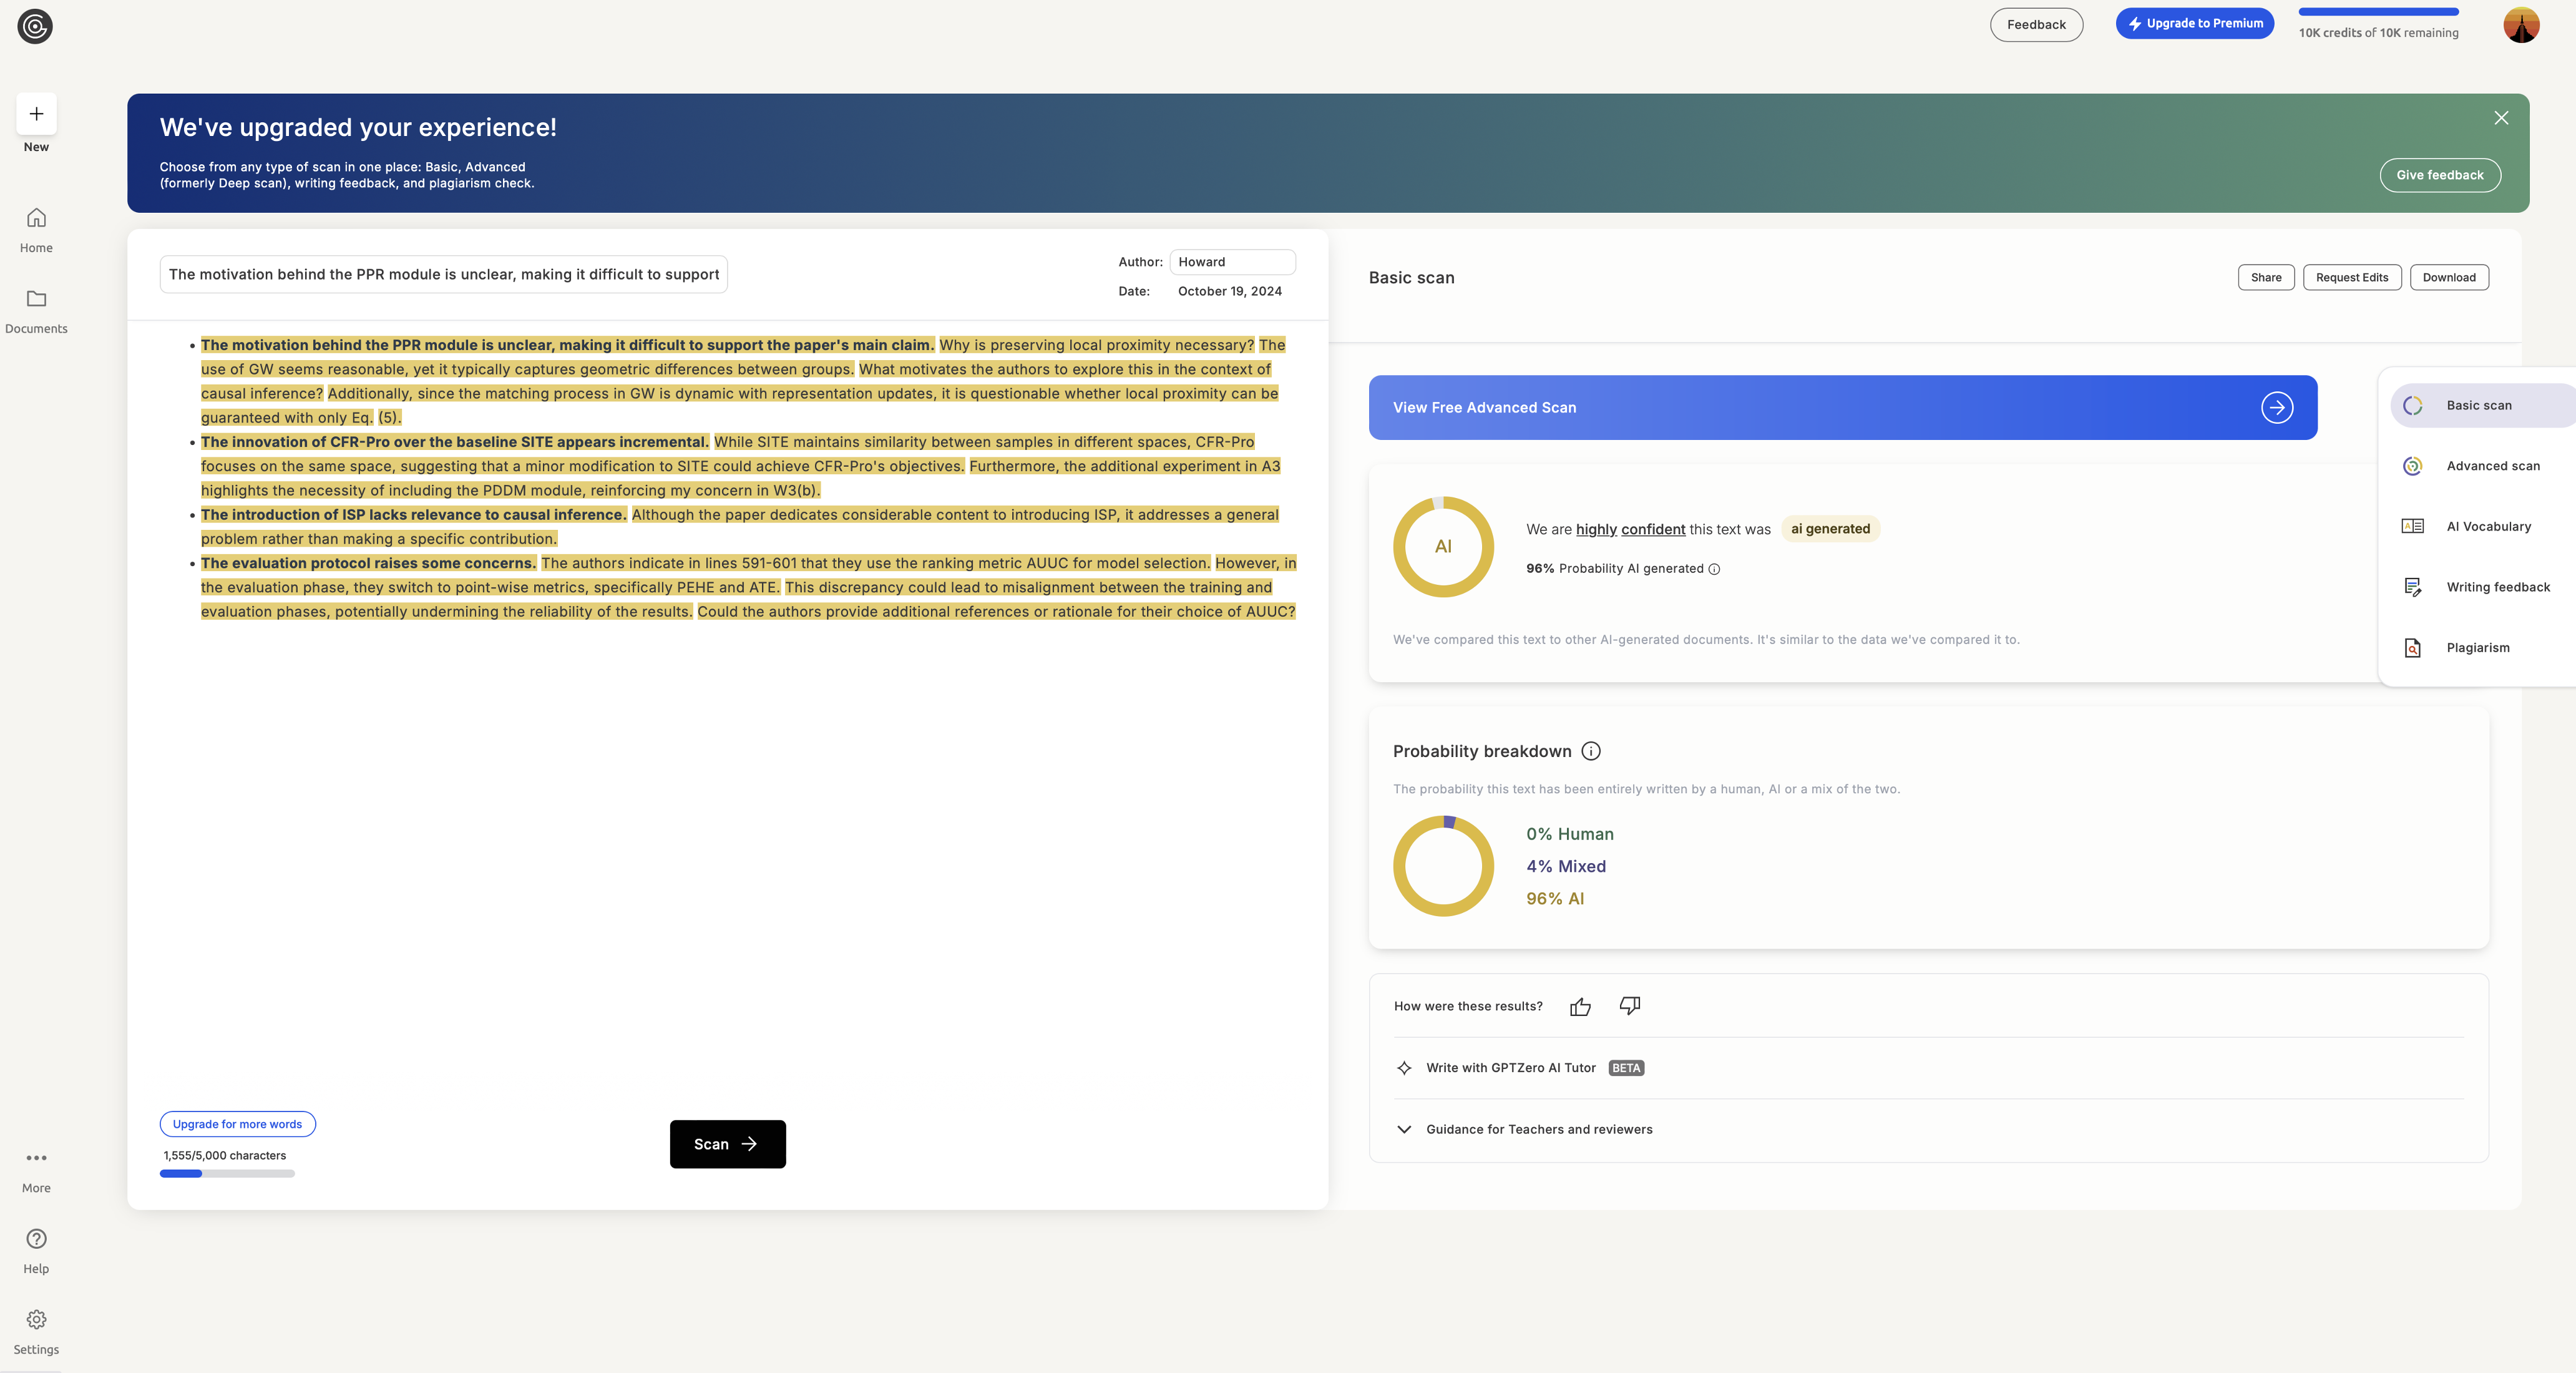 Feedback
Upgrade to Premium
10K credits of 10K remaining
New
Home
Documents
We've upgraded your experience!
Choose from any type of scan in one place: Basic, Advanced
(formerly Deep scan), writing feedback, and plagiarism check.
Give feedback
The motivation behind the PPR module is unclear, making it difficult to support
Author: Howard
Date: October 19, 2024
• The motivation behind the PPR module is unclear, making it difficult to support the paper's main claim. Why is preserving local proximity necessary? The
use of GW seems reasonable, yet it typically captures geometric differences between groups. What motivates the authors to explore this in the context of
causal inference? Additionally, since the matching process in GW is dynamic with representation updates, it is questionable whether local proximity can be
guaranteed with only Eq. (5).
• The innovation of CFR-Pro over the baseline SITE appears incremental. While SITE maintains similarity between samples in different spaces, CFR-Pro
focuses on the same space, suggesting that a minor modification to SITE could achieve CFR-Pro's objectives. Furthermore, the additional experiment in A3
highlights the necessity of including the PDDM module, reinforcing my concern in W3(b).
• The introduction of ISP lacks relevance to causal inference. Although the paper dedicates considerable content to introducing ISP, it addresses a general
problem rather than making a specific contribution.
• The evaluation protocol raises some concerns. The authors indicate in lines 591-601 that they use the ranking metric AUUC for model selection. However, in
the evaluation phase, they switch to point-wise metrics, specifically PEHE and ATE. This discrepancy could lead to misalignment between the training and
evaluation phases, potentially undermining the reliability of the results. Could the authors provide additional references or rationale for their choice of AUUC?
Upgrade for more words
1,555/5,000 characters
Scan
More
Help
Settings
Basic scan
Share
Request Edits
Download
View Free Advanced Scan
AI
We are highly confident this text was ai generated
96% Probability AI generated
We've compared this text to other AI-generated documents. It's similar to the data we've compared it to.
Basic scan
Advanced scan
AI Vocabulary
Writing feedback
Plagiarism
Probability breakdown
The probability this text has been entirely written by a human, AI or a mix of the two.
0% Human
4% Mixed
96% AI
How were these results?
Write with GPTZero AI Tutor BETA
Guidance for Teachers and reviewers